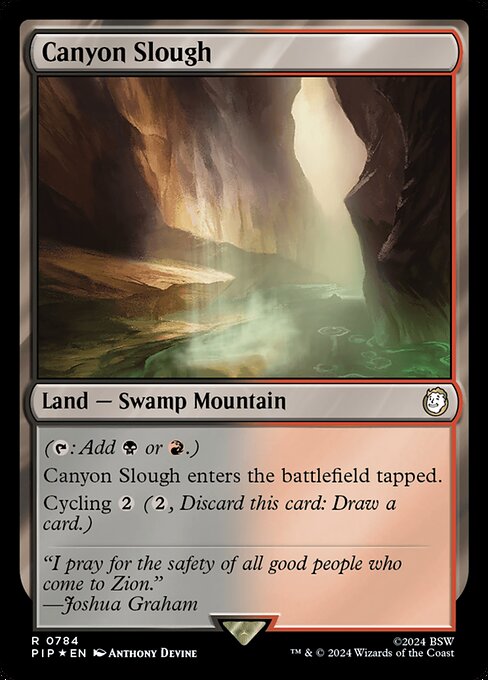 Canyon Slough
Land — Swamp Mountain
(T: Add B or R.)
Canyon Slough enters the battlefield tapped.
Cycling 2 (2, Discard this card: Draw a
card.)
"I pray for the safety of all good people who
come to Zion."
—Joshua Graham
R 0784
PIP★EN Anthony Devine
©2024 BSW
™ & © 2024 Wizards of the Coast